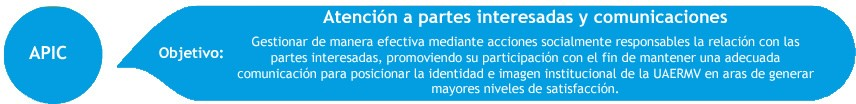 APIC
Atención a partes interesadas y comunicaciones
Objetivo:
Gestionar de manera efectiva mediante acciones socialmente responsables la relación con las
partes interesadas, promoviendo su participación con el fin de mantener una adecuada
comunicación para posicionar la identidad e imagen institucional de la UAERMV en aras de generar
mayores niveles de satisfacción.